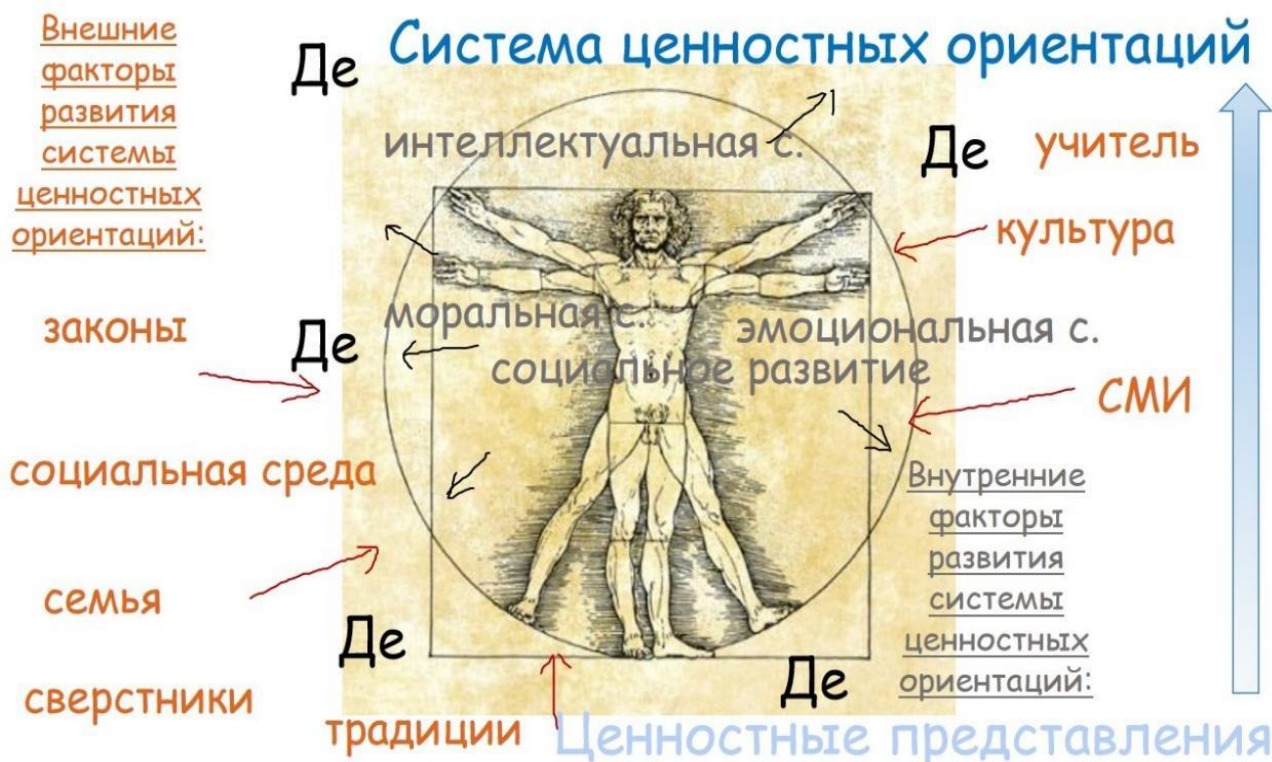 Внешние
факторы
развития
системы
ценностных
ориентаций:
Де
Система ценностных ориентаций
интеллектуальная с.
Де
учитель
культура
законы
Де
моральная с.
эмоциональная с.
социальное развитие
СМИ
социальная среда
Внутренние
факторы
развития
системы
ценностных
ориентаций:
семья
Де
Де
сверстники
традиции
Ценностные представления